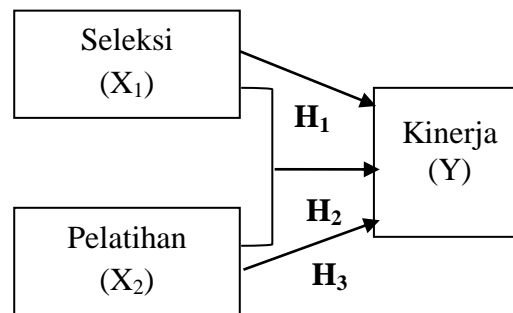 Seleksi
(X₁)
H₁
Kinerja
(Y)
H₂
Pelatihan
(X₂)
H₃